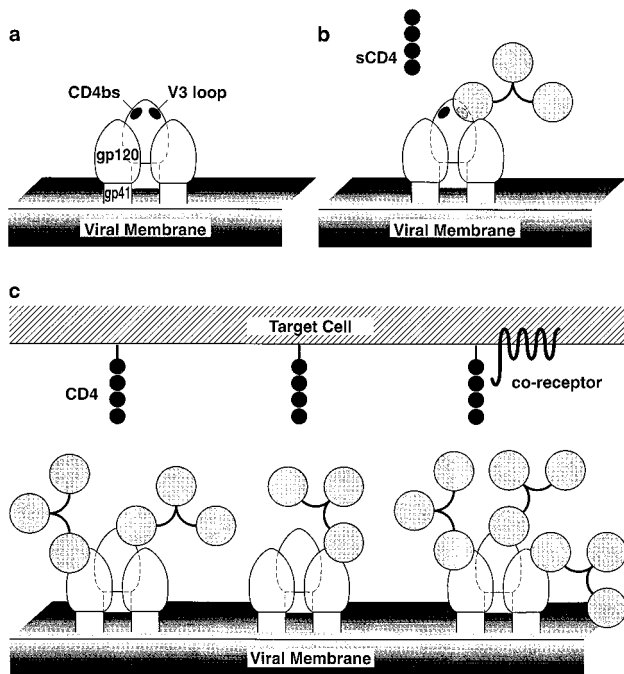 a
CD4bs
V3 loop
gp120
gp41
Viral Membrane
b
sCD4
Viral Membrane
c
Target Cell
CD4
co-receptor
Viral Membrane